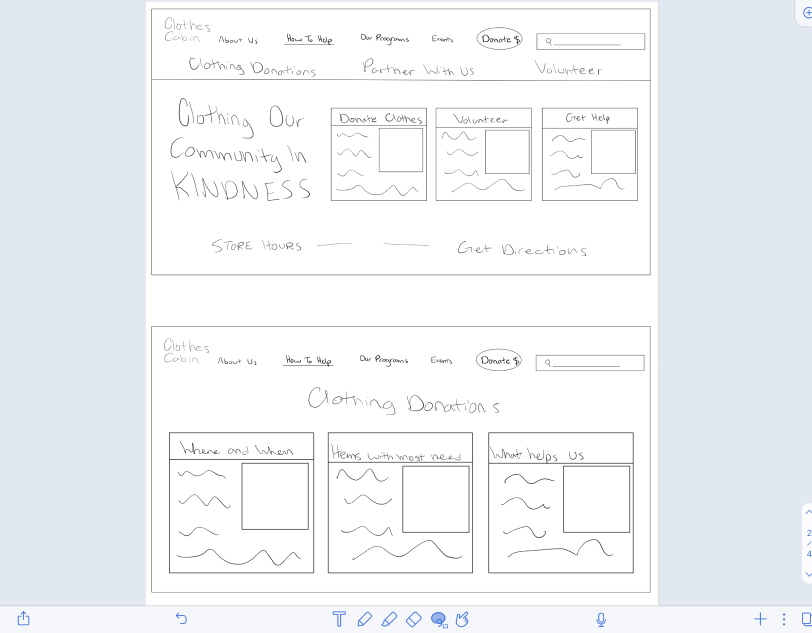 Clothes
Cabin About Us How To Help Our Programs Events Donate $
Clothing Donations Partner With Us Volunteer
Clothing Our
Community In
KINDNESS
Donate Clothes Volunteer Get Help
STORE HOURS Get Directions
Clothes
Cabin About Us How To Help Our Programs Events Donate $
Clothing Donations
Where and When Items with most need What helps us
2
4
T